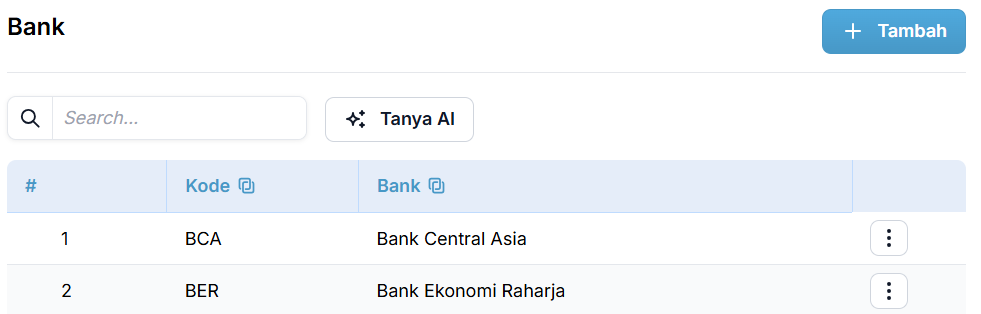 Bank
+ Tambah
Search...
Tanya AI
# Kode Bank
1 BCA Bank Central Asia
2 BER Bank Ekonomi Raharja